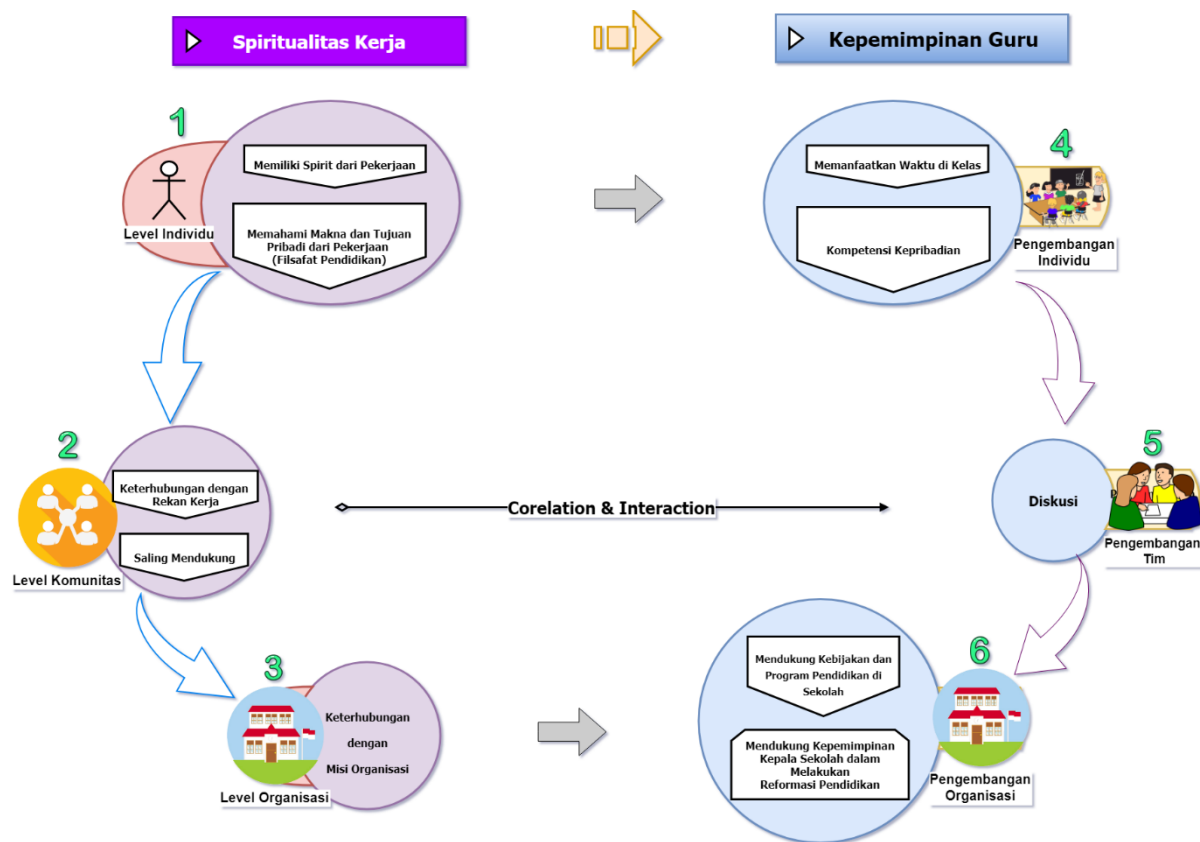 Spiritualitas Kerja
Kepemimpinan Guru
1
Level Individu
Memiliki Spirit dari Pekerjaan
Memahami Makna dan Tujuan
Pribadi dari Pekerjaan
(Filsafat Pendidikan)
Memanfaatkan Waktu di Kelas
Kompetensi Kepribadian
4
Pengembangan
Individu
2
Level Komunitas
Keterhubungan dengan
Rekan Kerja
Saling Mendukung
Corelation & Interaction
Diskusi
5
Pengembangan
Tim
3
Level Organisasi
Keterhubungan
dengan
Misi Organisasi
Mendukung Kebijakan dan
Program Pendidikan di
Sekolah
Mendukung Kepemimpinan
Kepala Sekolah dalam
Melakukan
Reformasi Pendidikan
6
Pengembangan
Organisasi